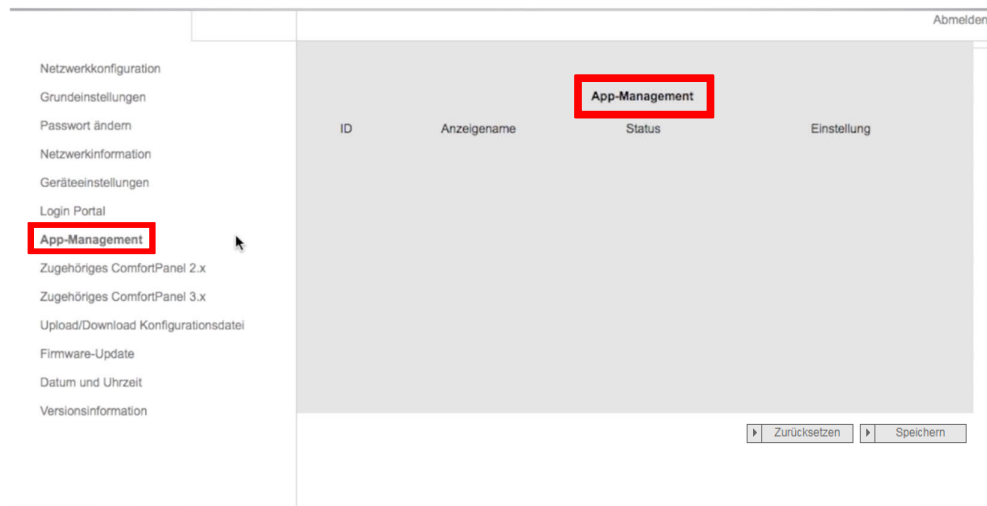 Abmelden
Netzwerkkonfiguration
Grundeinstellungen
Passwort ändern
Netzwerkinformation
Geräteeinstellungen
Login Portal
App-Management
Zugehöriges ComfortPanel 2.x
Zugehöriges ComfortPanel 3.x
Upload/Download Konfigurationsdatei
Firmware-Update
Datum und Uhrzeit
Versionsinformation
App-Management
ID Anzeigename Status Einstellung
Zurücksetzen Speichern